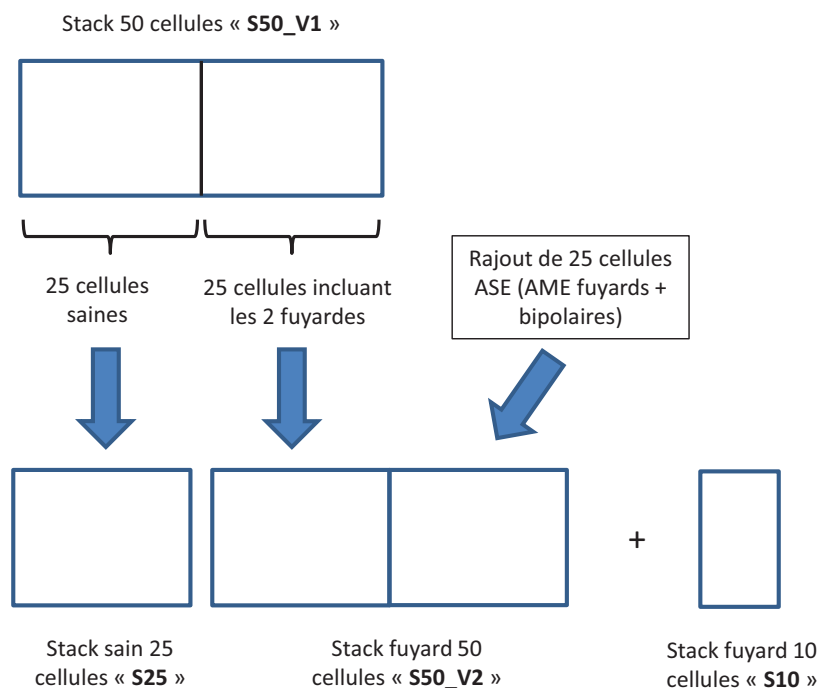 Stack 50 cellules « S50_V1 »
25 cellules
saines
25 cellules incluant
les 2 fuyardes
Rajout de 25 cellules
ASE (AME fuyards +
bipolaires)
+
Stack sain 25
cellules « S25 »
Stack fuyard 50
cellules « S50_V2 »
Stack fuyard 10
cellules « S10 »